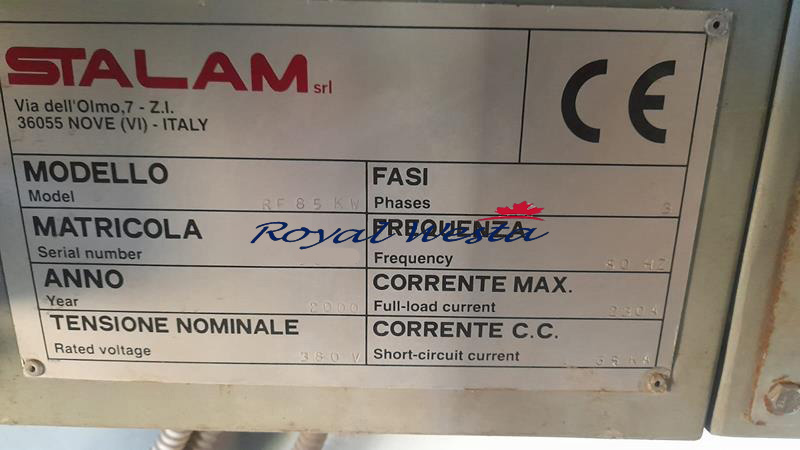 STALAM srl
Via dell'Olmo,7 - Z.I.
36055 NOVE (VI) - ITALY
CE
MODELLO
Model RF 85 KW
FASI
Phases 3
MATRICOLA
Serial number
Royal Westa
FREQUENZA
Frequency HZ
ANNO
Year 2000
CORRENTE MAX.
Full-load current
TENSIONE NOMINALE
Rated voltage 380 V
CORRENTE C.C.
Short-circuit current